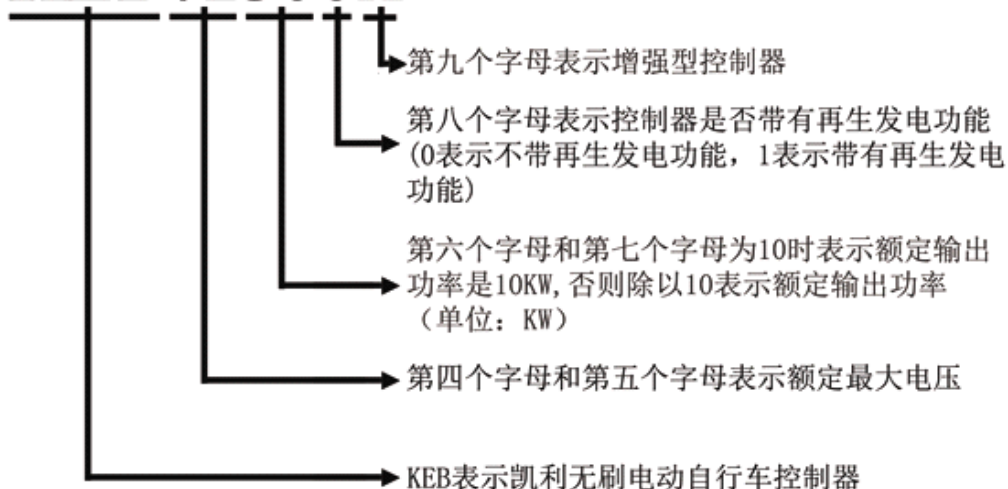 第九个字母表示增强型控制器
第八个字母表示控制器是否带有再生发电功能
(0表示不带再生发电功能，1表示带有再生发电
功能)
第六个字母和第七个字母为10时表示额定输出
功率是10KW,否则除以10表示额定输出功率
（单位：KW）
第四个字母和第五个字母表示额定最大电压
KEB表示凯利无刷电动自行车控制器